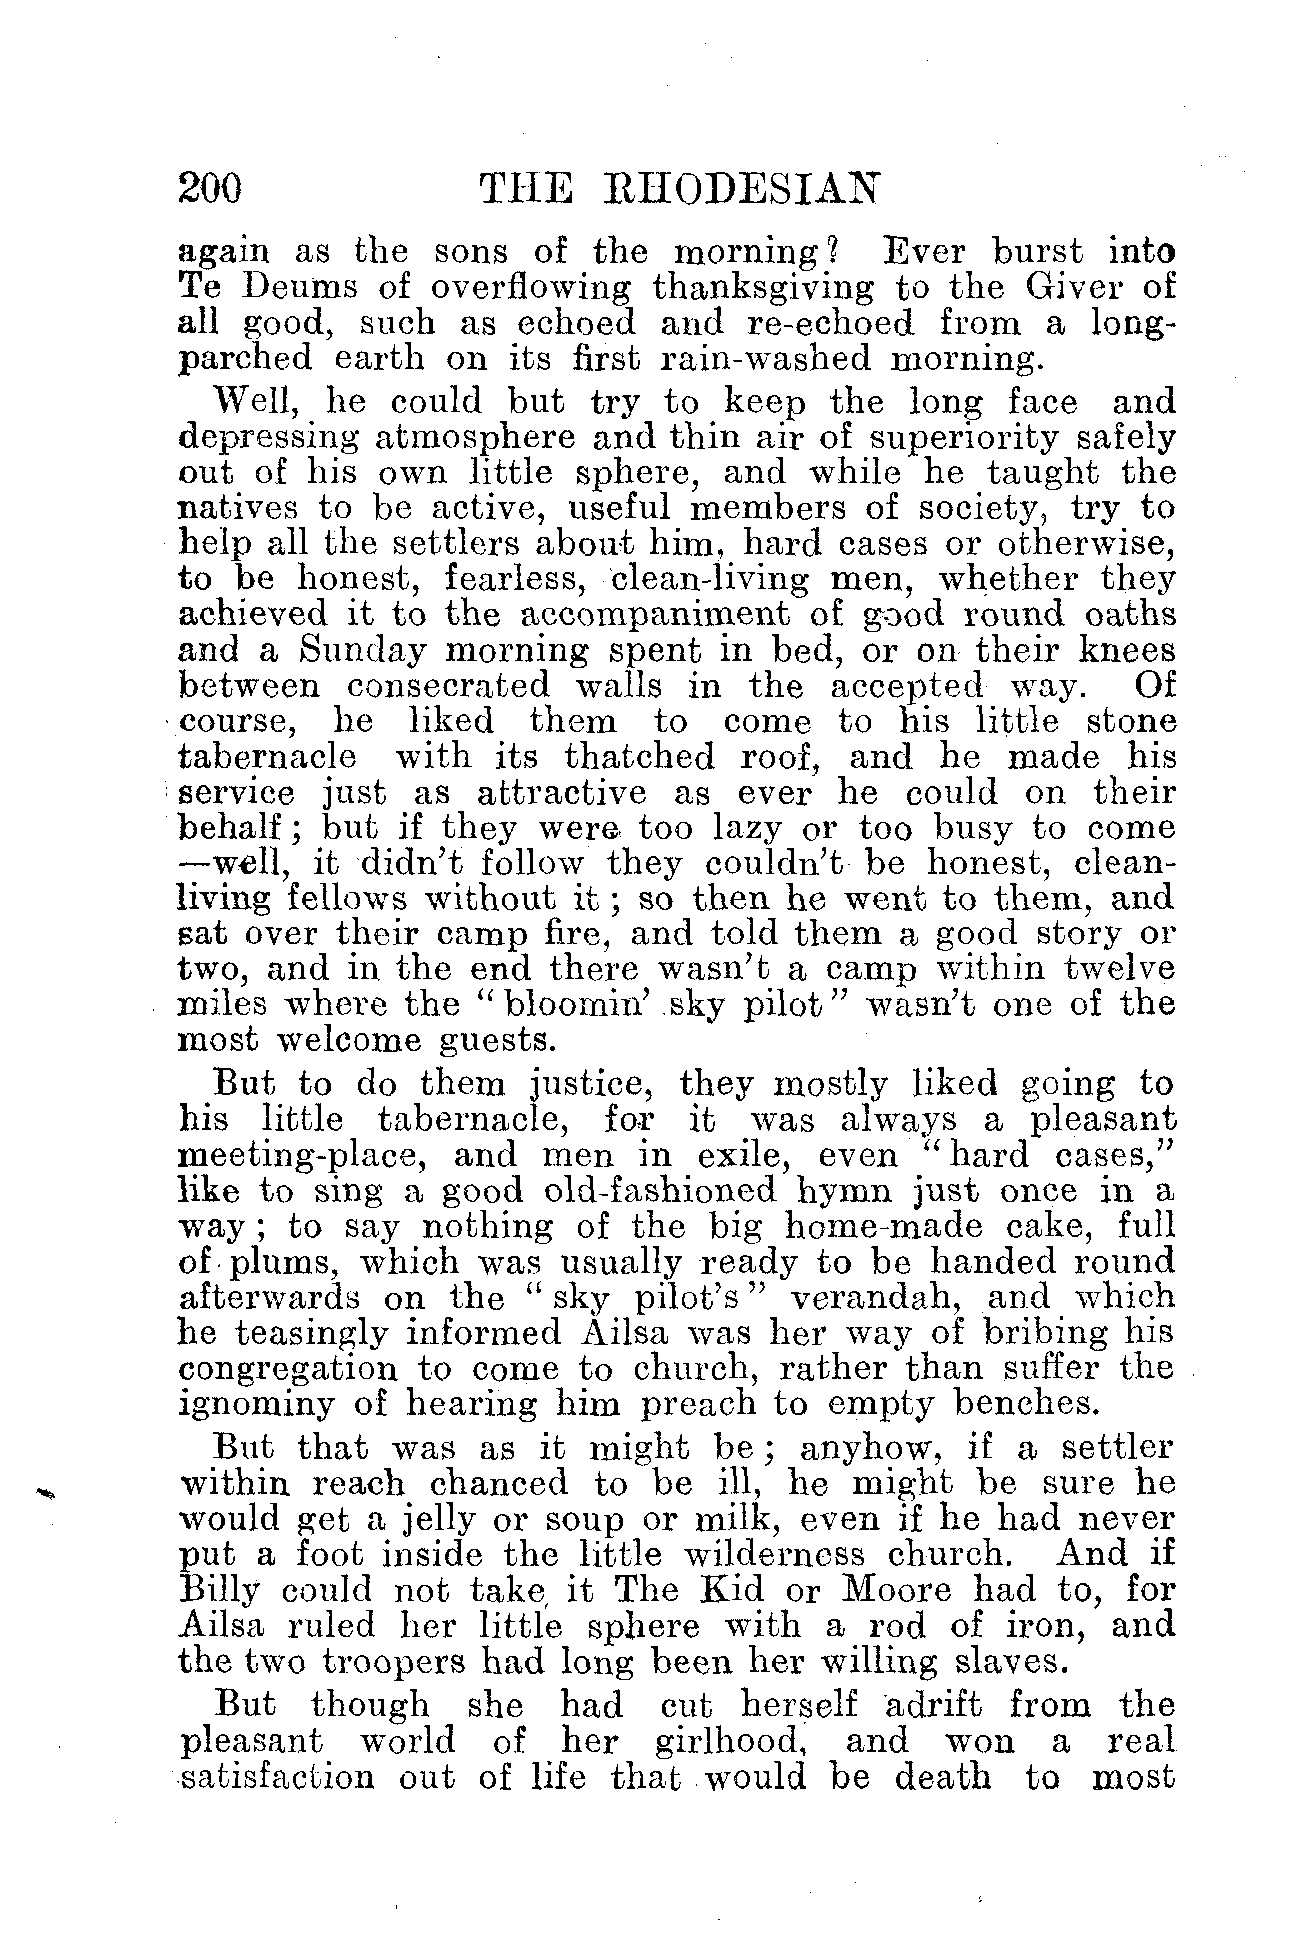 200 THE RHODESIAN
again as the sons of the morning? Ever burst into
Te Deums of overflowing thanksgiving to the Giver of
all good, such as echoed and re-echoed from a long-
parched earth on its first rain-washed morning.
Well, he could but try to keep the long face and
depressing atmosphere and thin air of superiority safely
out of his own little sphere, and while he taught the
natives to be active, useful members of society, try to
help all the settlers about him, hard cases or otherwise,
to be honest, fearless, clean-living men, whether they
achieved it to the accompaniment of good round oaths
and a Sunday morning spent in bed, or on their knees
between consecrated walls in the accepted way. Of
course, he liked them to come to his little stone
tabernacle with its thatched roof, and he made his
service just as attractive as ever he could on their
behalf; but if they were too lazy or too busy to come
—well, it didn't follow they couldn't be honest, clean-
living fellows without it; so then he went to them, and
sat over their camp fire, and told them a good story or
two, and in the end there wasn't a camp within twelve
miles where the "bloomin' sky pilot" wasn't one of the
most welcome guests.
But to do them justice, they mostly liked going to
his little tabernacle, for it was always a pleasant
meeting-place, and men in exile, even "hard cases,"
like to sing a good old-fashioned hymn just once in a
way; to say nothing of the big home-made cake, full
of plums, which was usually ready to be handed round
afterwards on the "sky pilot's" verandah, and which
he teasingly informed Ailsa was her way of bribing his
congregation to come to church, rather than suffer the
ignominy of hearing him preach to empty benches.
But that was as it might be; anyhow, if a settler
within reach chanced to be ill, he might be sure he
would get a jelly or soup or milk, even if he had never
put a foot inside the little wilderness church. And if
Billy could not take it The Kid or Moore had to, for
Ailsa ruled her little sphere with a rod of iron, and
the two troopers had long been her willing slaves.
But though she had cut herself adrift from the
pleasant world of her girlhood, and won a real
satisfaction out of life that would be death to most